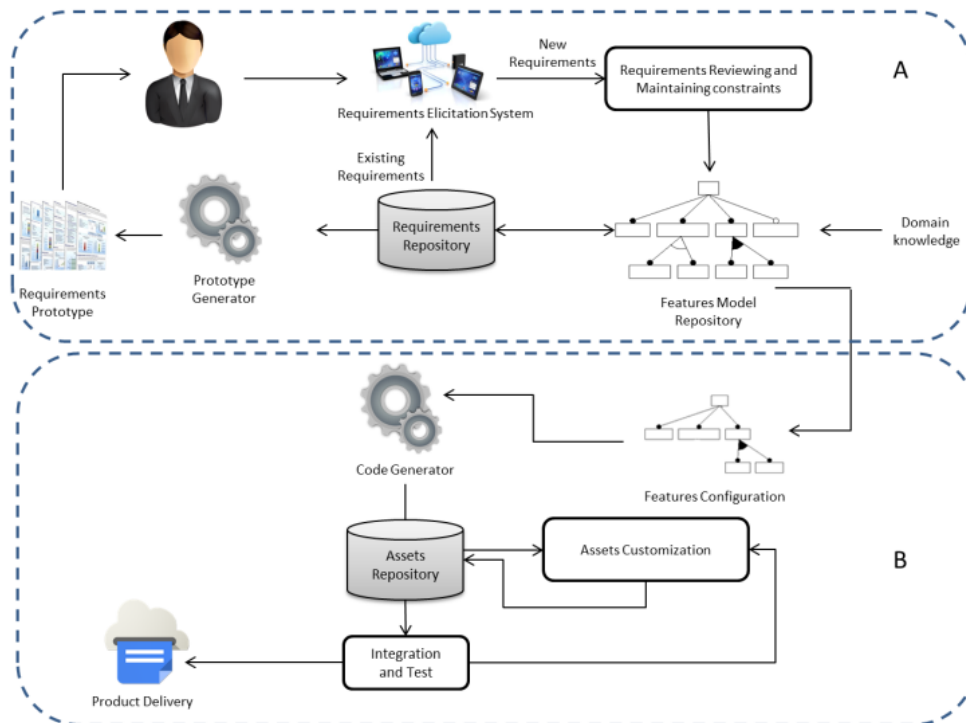 New
Requirements
Requirements Reviewing and
Maintaining constraints
A
Requirements Elicitation System
Existing
Requirements
Requirements
Repository
Domain
knowledge
Prototype
Generator
Requirements
Prototype
Features Model
Repository
Code Generator
Features Configuration
Assets
Repository
Assets Customization
B
Integration
and Test
Product Delivery